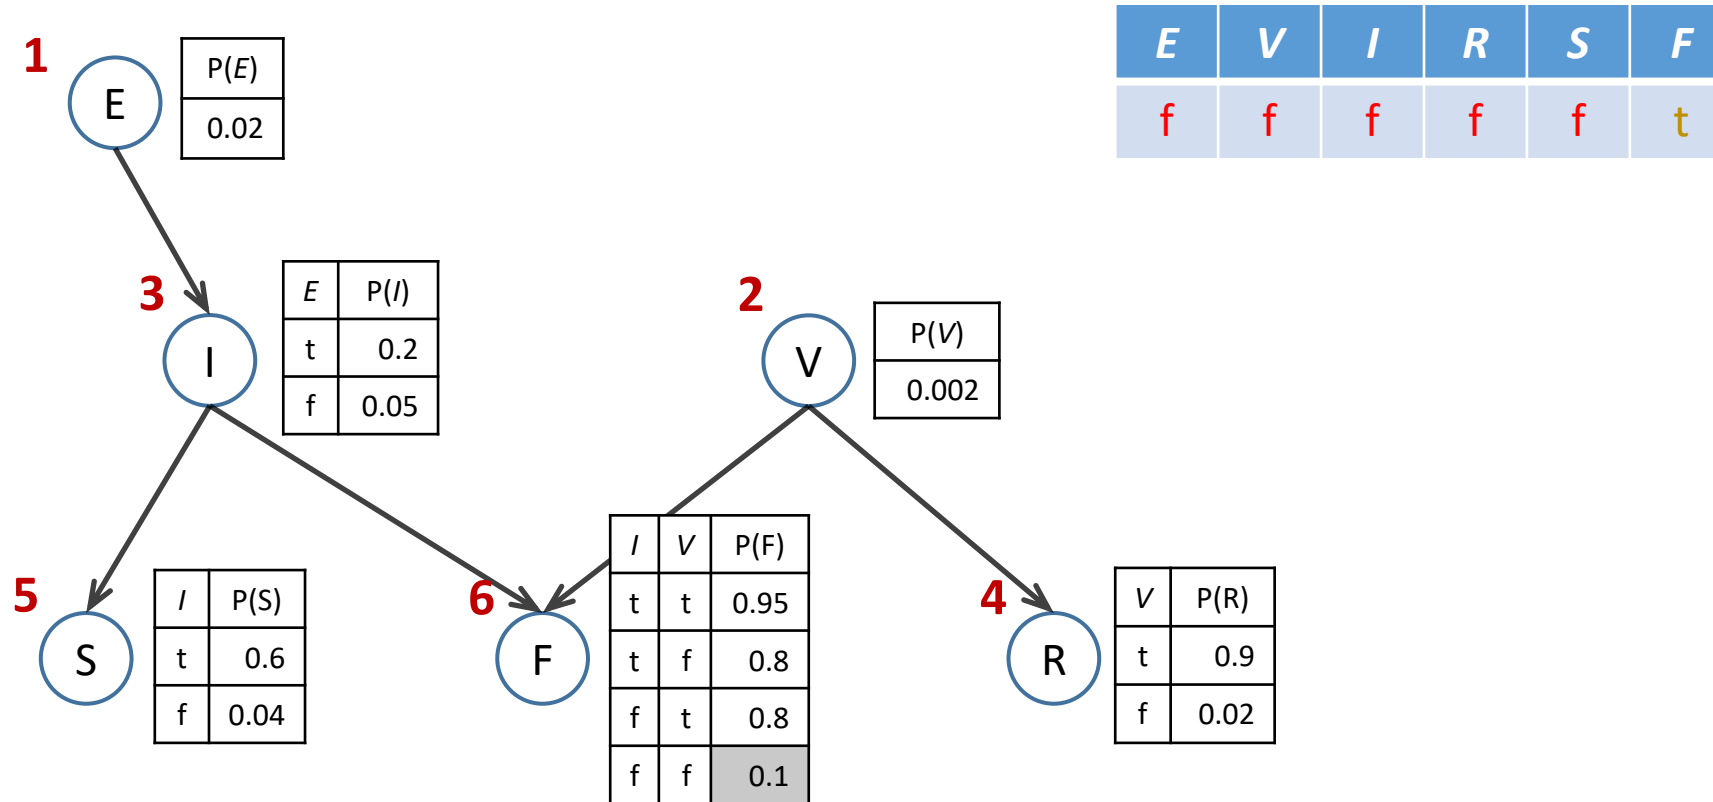 E V I R S F
f f f f f t
1
E
P(E)
0.02
3
I
E P(I)
t 0.2
f 0.05
2
V
P(V)
0.002
5
S
I P(S)
t 0.6
f 0.04
6
F
I V P(F)
t t 0.95
t f 0.8
f t 0.8
f f 0.1
4
R
V P(R)
t 0.9
f 0.02